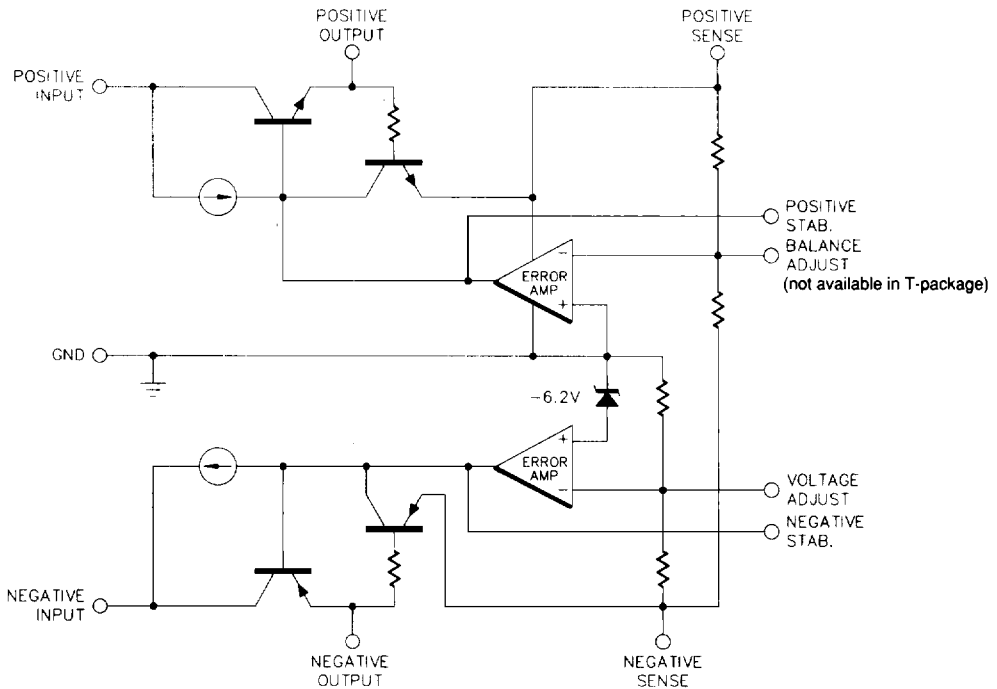 POSITIVE
OUTPUT
POSITIVE
SENSE
POSITIVE
INPUT
POSITIVE
STAB.
BALANCE
ADJUST
(not available in T-package)
−
ERROR
AMP
+
GND
−6.2V
+
ERROR
AMP
−
VOLTAGE
ADJUST
NEGATIVE
STAB.
NEGATIVE
INPUT
NEGATIVE
OUTPUT
NEGATIVE
SENSE